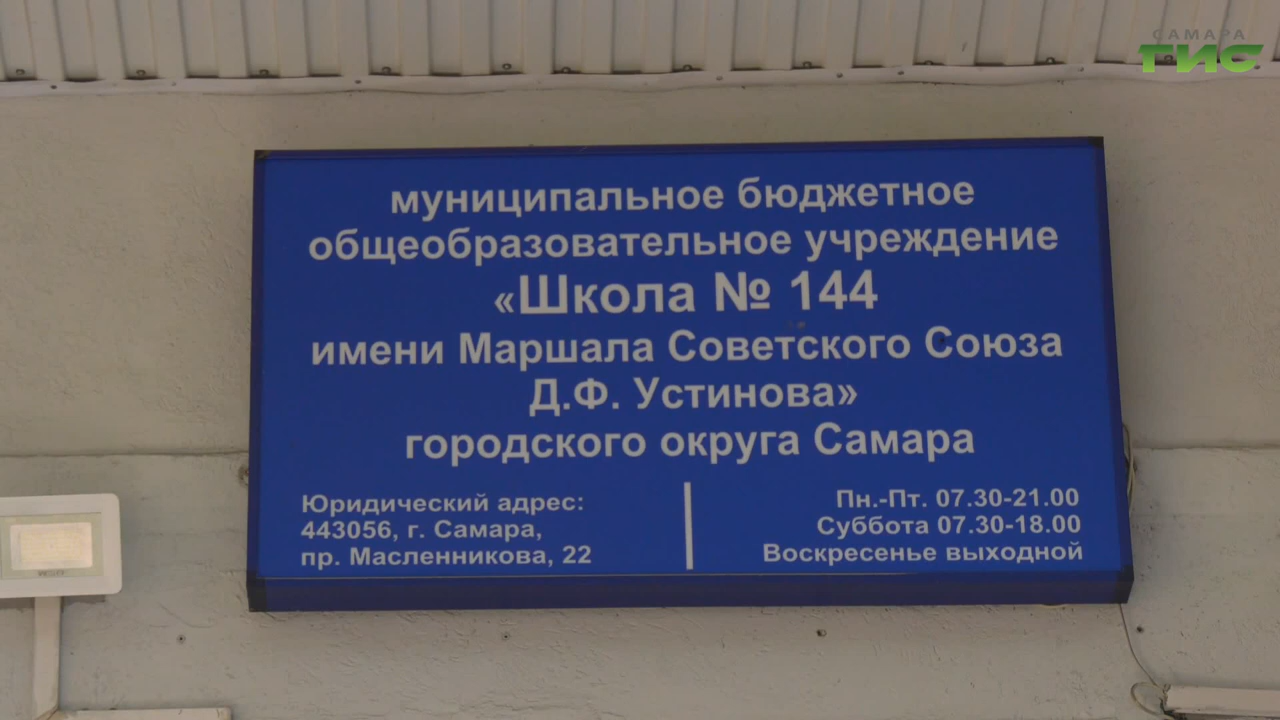 САМАРА
ГИС
муниципальное бюджетное
общеобразовательное учреждение
«Школа № 144
имени Маршала Советского Союза
Д.Ф. Устинова»
городского округа Самара
Юридический адрес:
443056, г. Самара,
пр. Масленникова, 22
Пн.-Пт. 07.30-21.00
Суббота 07.30-18.00
Воскресенье выходной